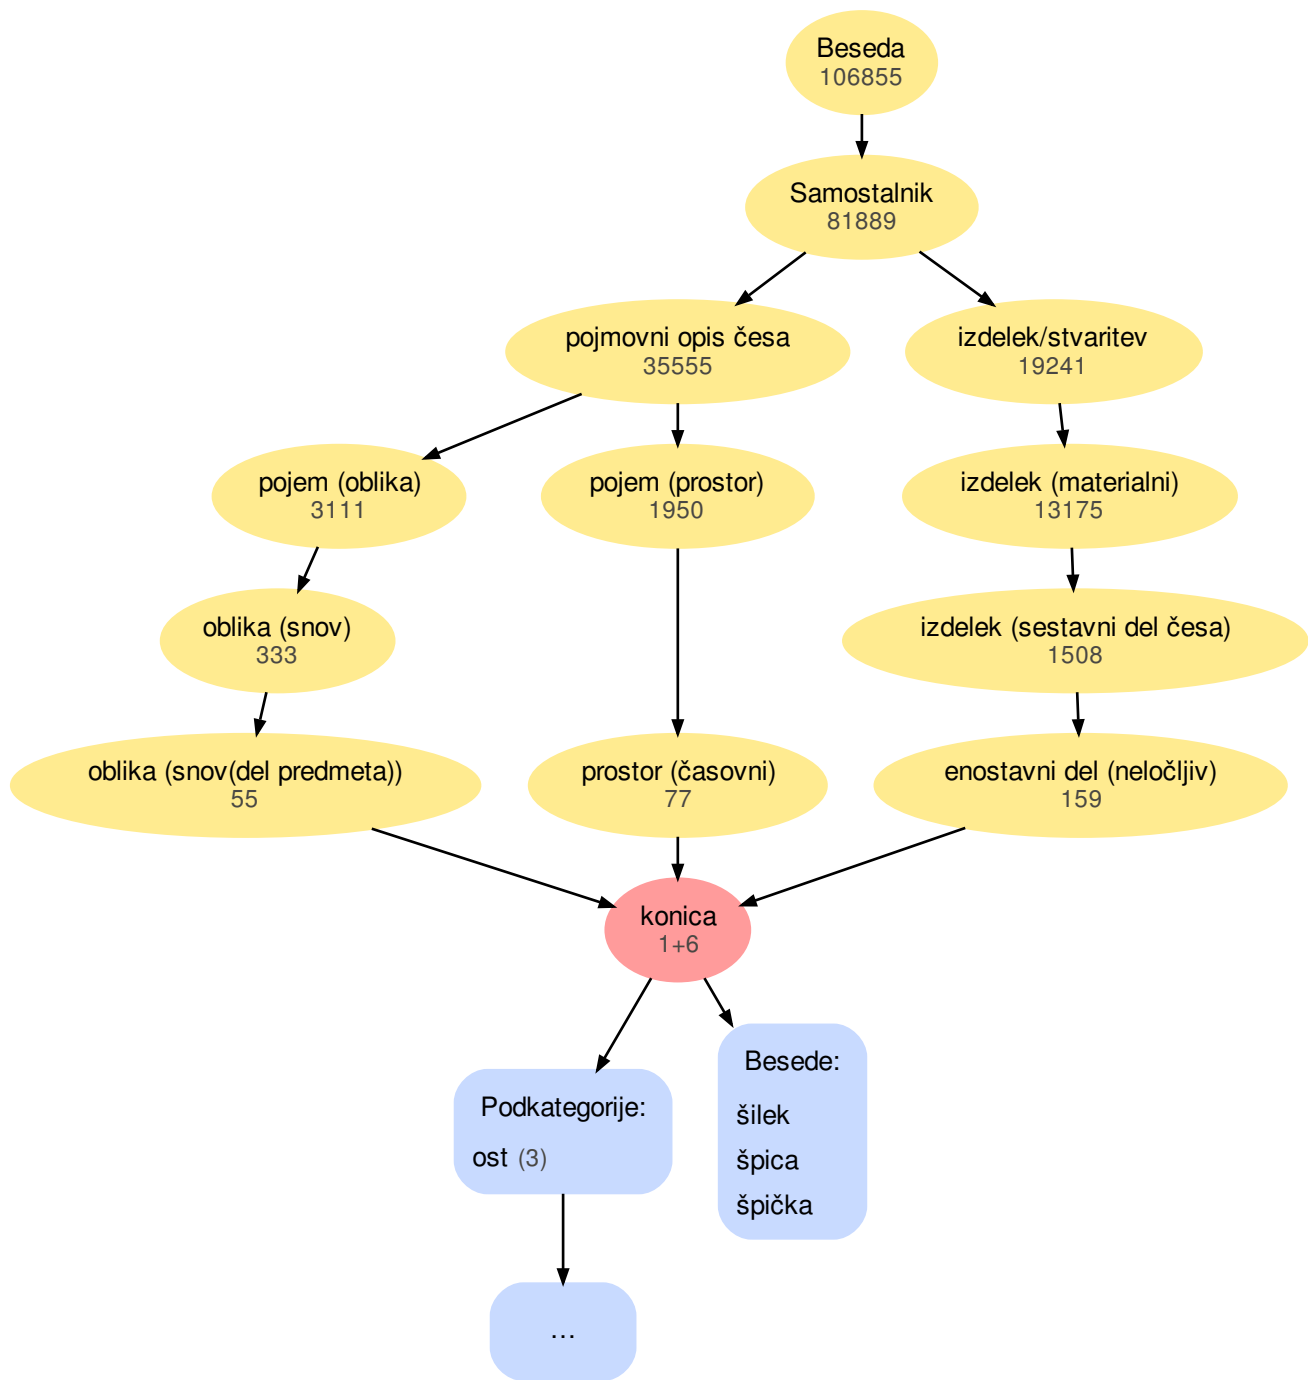 Beseda
106855
Samostalnik
81889
pojmovni opis česa
35555
izdelek/stvaritev
19241
pojem (oblika)
3111
pojem (prostor)
1950
izdelek (materialni)
13175
oblika (snov)
333
izdelek (sestavni del česa)
1508
oblika (snov(del predmeta))
55
prostor (časovni)
77
enostavni del (neločljiv)
159
konica
1+6
Podkategorije:
ost (3)
Besede:
šilek
špica
špička
...